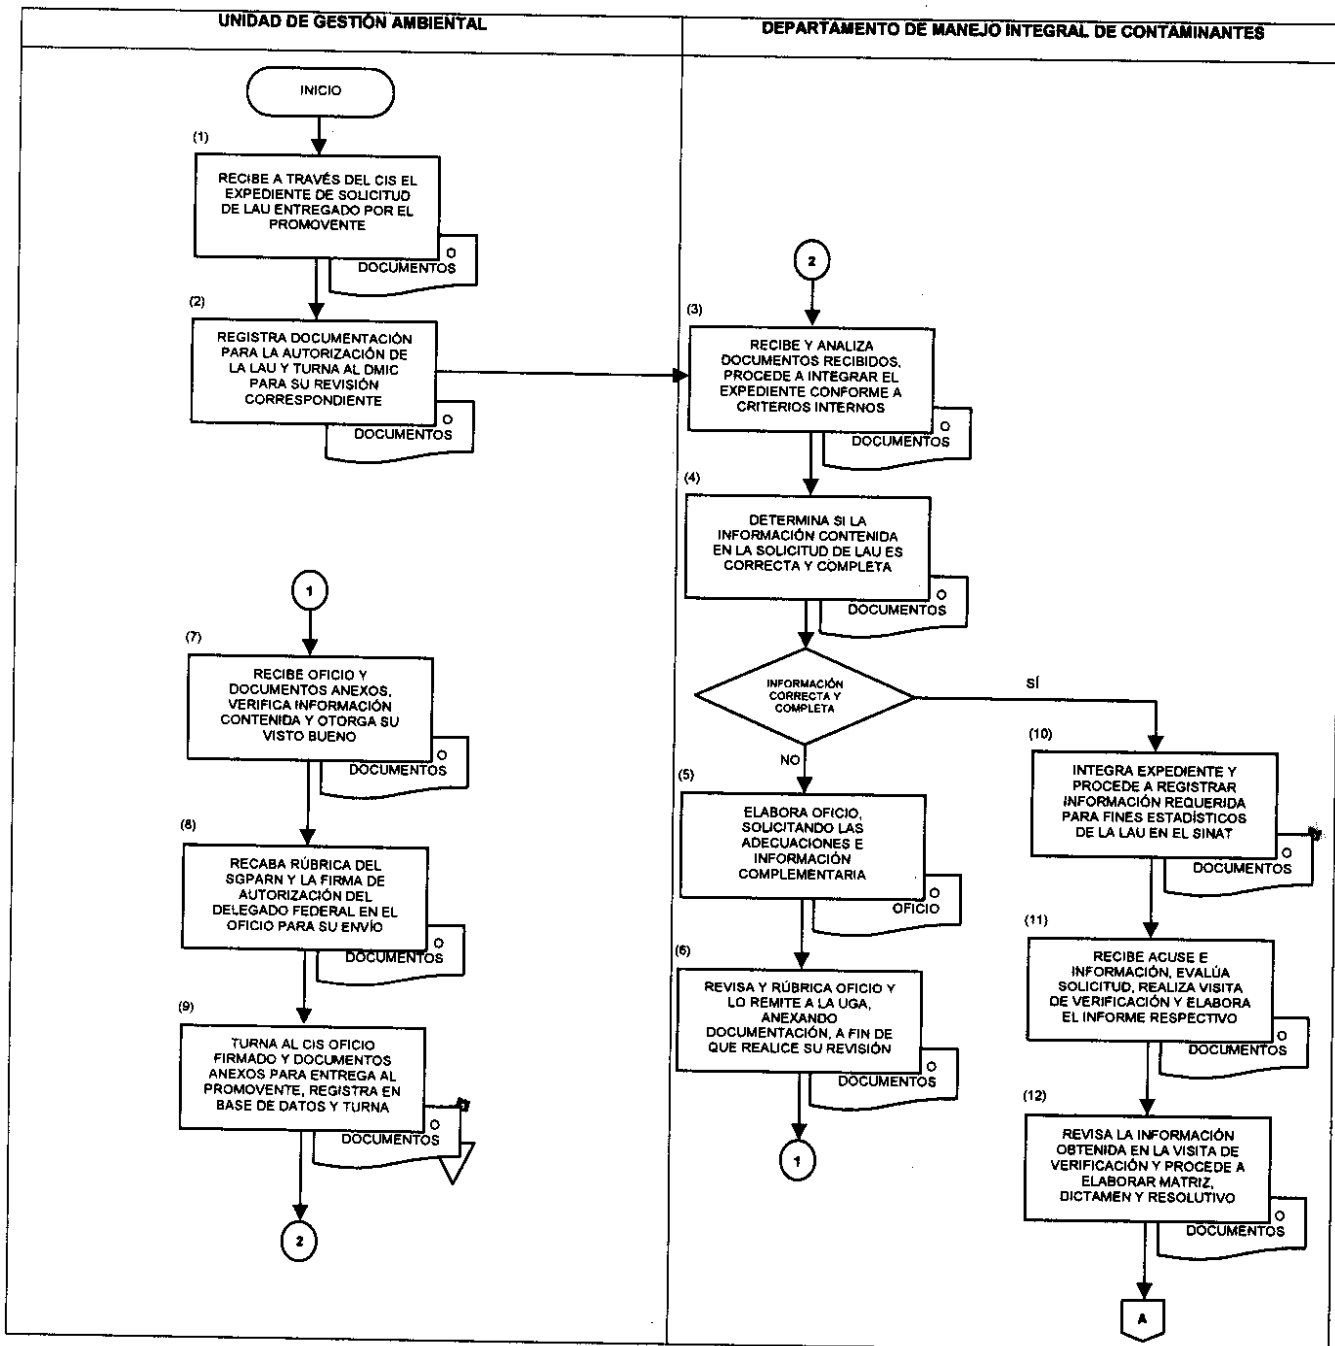 UNIDAD DE GESTIÓN AMBIENTAL
DEPARTAMENTO DE MANEJO INTEGRAL DE CONTAMINANTES
INICIO
(1)
RECIBE A TRAVÉS DEL CIS EL
EXPEDIENTE DE SOLICITUD
DE LAU ENTREGADO POR EL
PROMOVENTE
O
DOCUMENTOS
(2)
REGISTRA DOCUMENTACIÓN
PARA LA AUTORIZACIÓN DE
LA LAU Y TURNA AL DMIC
PARA SU REVISIÓN
CORRESPONDIENTE
O
DOCUMENTOS
2
(3)
RECIBE Y ANALIZA
DOCUMENTOS RECIBIDOS,
PROCEDE A INTEGRAR EL
EXPEDIENTE CONFORME A
CRITERIOS INTERNOS
O
DOCUMENTOS
(4)
DETERMINA SI LA
INFORMACIÓN CONTENIDA
EN LA SOLICITUD DE LAU ES
CORRECTA Y COMPLETA
O
DOCUMENTOS
INFORMACIÓN
CORRECTA Y
COMPLETA
SÍ
NO
(5)
ELABORA OFICIO,
SOLICITANDO LAS
ADECUACIONES E
INFORMACIÓN
COMPLEMENTARIA
O
OFICIO
(6)
REVISA Y RÚBRICA OFICIO Y
LO REMITE A LA UGA,
ANEXANDO
DOCUMENTACIÓN, A FIN DE
QUE REALICE SU REVISIÓN
O
DOCUMENTOS
1
1
(7)
RECIBE OFICIO Y
DOCUMENTOS ANEXOS,
VERIFICA INFORMACIÓN
CONTENIDA Y OTORGA SU
VISTO BUENO
O
DOCUMENTOS
(8)
RECABA RÚBRICA DEL
SGPARN Y LA FIRMA DE
AUTORIZACIÓN DEL
DELEGADO FEDERAL EN EL
OFICIO PARA SU ENVÍO
O
DOCUMENTOS
(9)
TURNA AL CIS OFICIO
FIRMADO Y DOCUMENTOS
ANEXOS PARA ENTREGA AL
PROMOVENTE, REGISTRA EN
BASE DE DATOS Y TURNA
O
DOCUMENTOS
2
(10)
INTEGRA EXPEDIENTE Y
PROCEDE A REGISTRAR
INFORMACIÓN REQUERIDA
PARA FINES ESTADÍSTICOS
DE LA LAU EN EL SINAT
O
DOCUMENTOS
(11)
RECIBE ACUSE E
INFORMACIÓN, EVALÚA
SOLICITUD, REALIZA VISITA
DE VERIFICACIÓN Y ELABORA
EL INFORME RESPECTIVO
O
DOCUMENTOS
(12)
REVISA LA INFORMACIÓN
OBTENIDA EN LA VISITA DE
VERIFICACIÓN Y PROCEDE A
ELABORAR MATRIZ,
DICTAMEN Y RESOLUTIVO
O
DOCUMENTOS
A